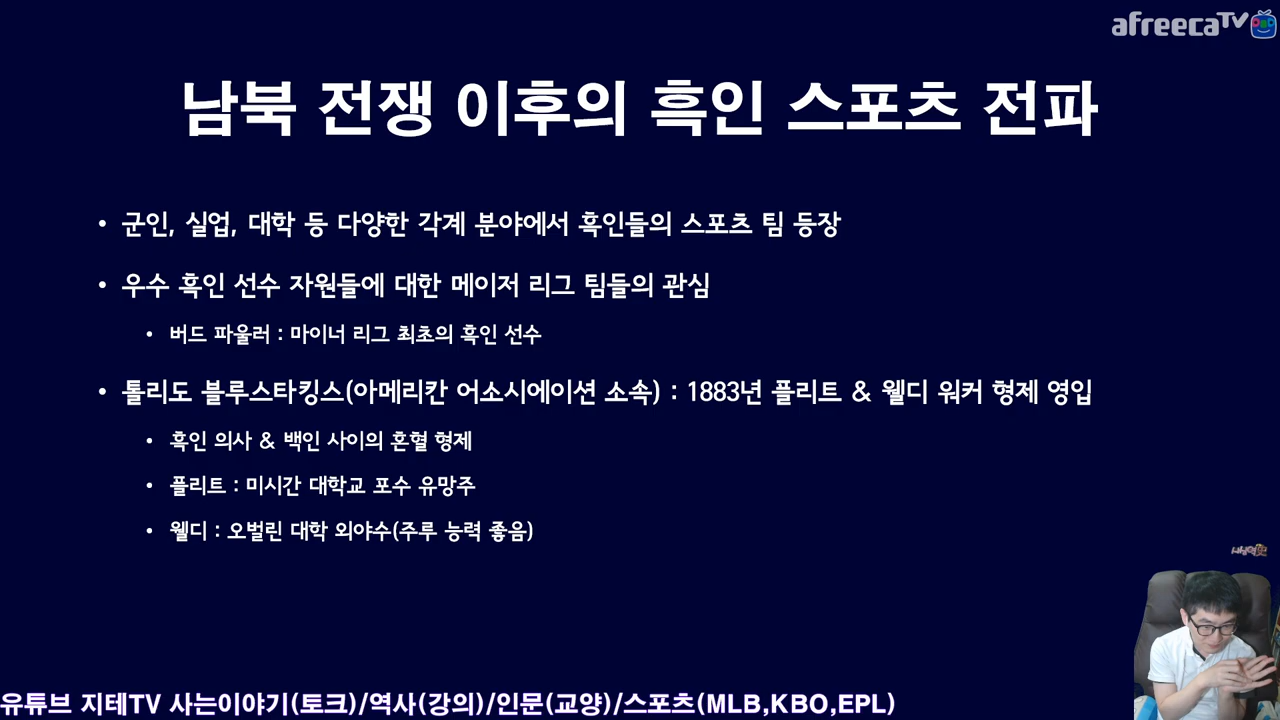 afreecaTV
남북 전쟁 이후의 흑인 스포츠 전파
• 군인, 실업, 대학 등 다양한 각계 분야에서 흑인들의 스포츠 팀 등장
• 우수 흑인 선수 자원들에 대한 메이저 리그 팀들의 관심
• 버드 파울러 : 마이너 리그 최초의 흑인 선수
• 톨리도 블루스타킹스(아메리칸 어소시에이션 소속) : 1883년 플리트 & 웰디 워커 형제 영입
• 흑인 의사 & 백인 사이의 혼혈 형제
• 플리트 : 미시간 대학교 포수 유망주
• 웰디 : 오벌린 대학 외야수(주루 능력 좋음)
유튜브 지테TV 사는이야기(토크)/역사(강의)/인문(교양)/스포츠(MLB,KBO,EPL)